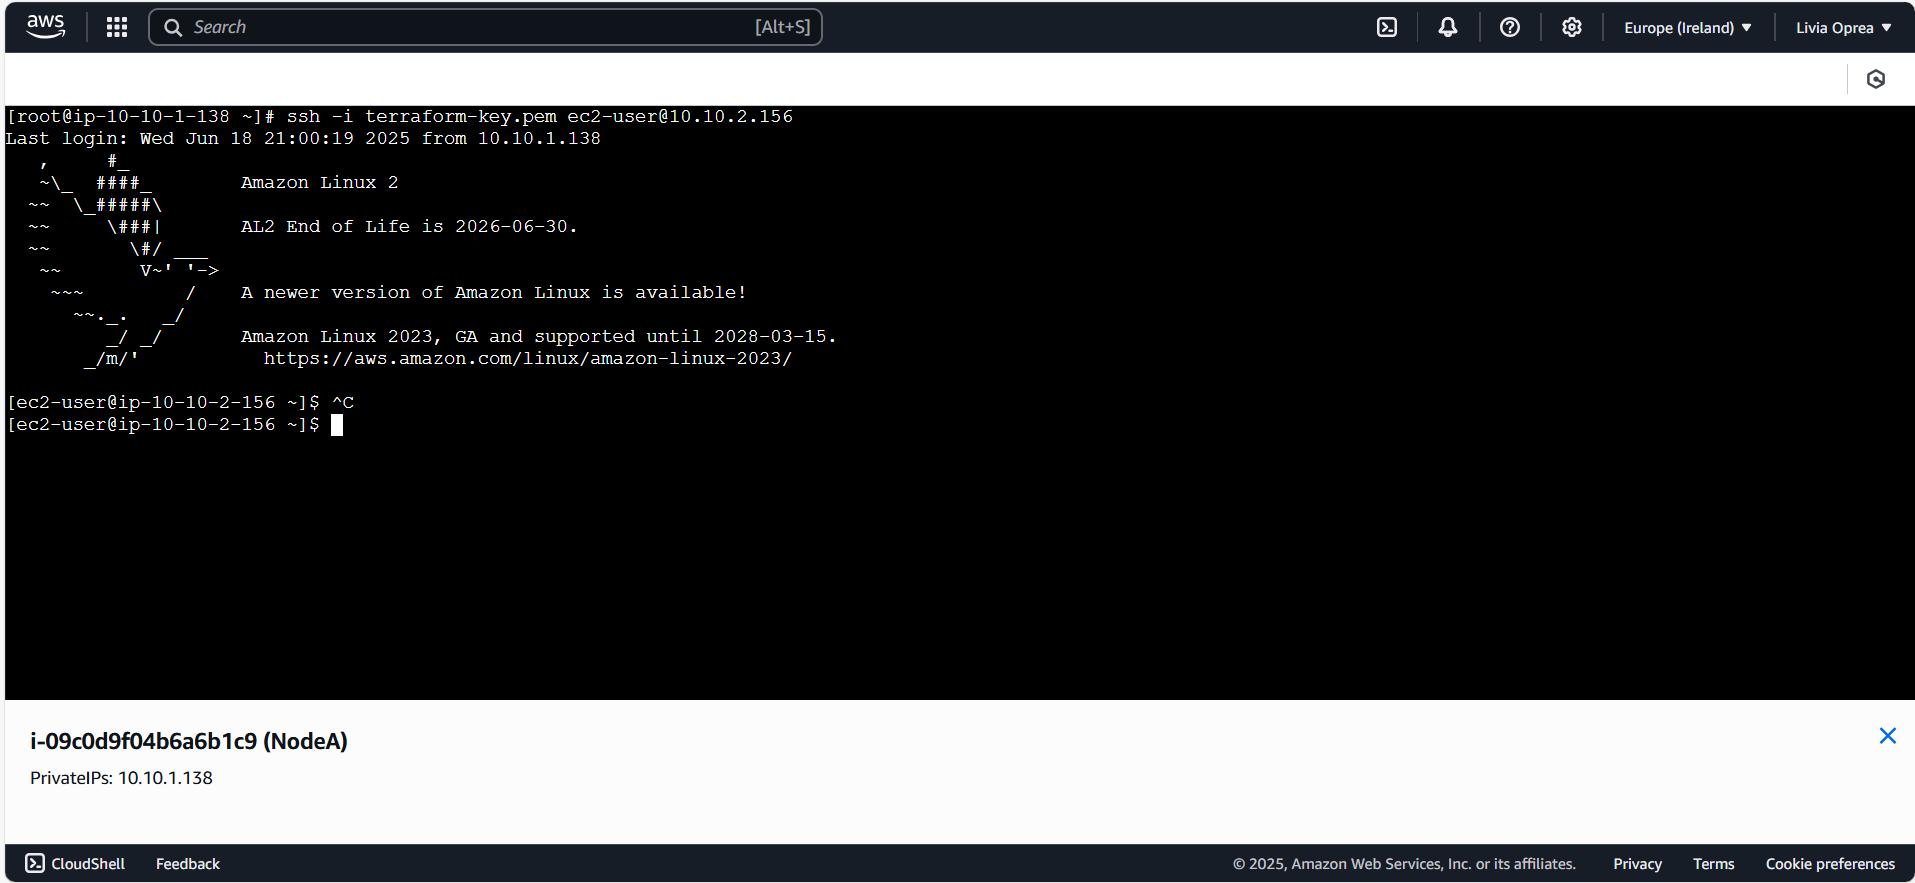 aws Search [Alt+S] Europe (Ireland) Livia Oprea
[root@ip-10-10-1-138 ~]# ssh -i terraform-key.pem ec2-user@10.10.2.156
Last login: Wed Jun 18 21:00:19 2025 from 10.10.1.138
   ,     #_
   ~\_  ####_        Amazon Linux 2
  ~~  \_#####\
  ~~     \###|       AL2 End of Life is 2026-06-30.
  ~~       \#/ ___
   ~~       V~' '->
    ~~~         /    A newer version of Amazon Linux is available!
      ~~._.   _/
         _/ _/       Amazon Linux 2023, GA and supported until 2028-03-15.
       _/m/'           https://aws.amazon.com/linux/amazon-linux-2023/
[ec2-user@ip-10-10-2-156 ~]$ ^C
[ec2-user@ip-10-10-2-156 ~]$
i-09c0d9f04b6a6b1c9 (NodeA)
PrivateIPs: 10.10.1.138
CloudShell Feedback © 2025, Amazon Web Services, Inc. or its affiliates. Privacy Terms Cookie preferences